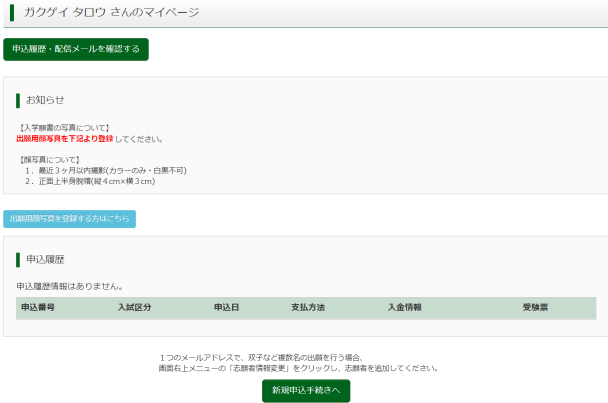 ガクゲイ タロウ さんのマイページ
申込履歴・配信メールを確認する
お知らせ
【入学願書の写真について】
出願用顔写真を下記より登録してください。
【顔写真について】
１．最近３ヶ月以内撮影(カラーのみ・白黒不可)
２．正面上半身脱帽(縦４cm×横３cm)
出願用顔写真を登録する方はこちら
申込履歴
申込履歴情報はありません。
申込番号 入試区分 申込日 支払方法 入金情報 受験票
１つのメールアドレスで、双子など複数名の出願を行う場合、
画面右上メニューの「志願者情報変更」をクリックし、志願者を追加してください。
新規申込手続きへ